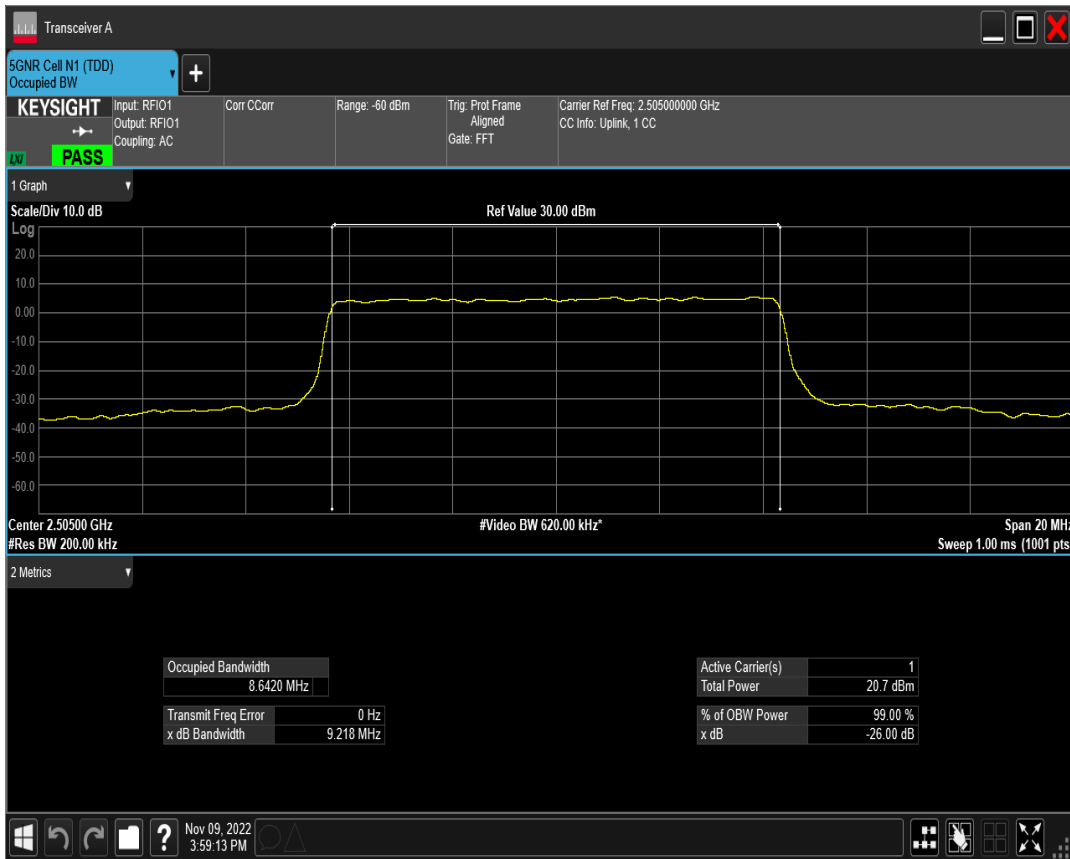 Transceiver A
5GNR Cell N1 (TDD)
Occupied BW
+
KEYSIGHT
LXI
PASS
Input: RFIO1
Output: RFIO1
Coupling: AC
Corr CCorr
Range: -60 dBm
Trig: Prot Frame
Aligned
Gate: FFT
Carrier Ref Freq: 2.505000000 GHz
CC Info: Uplink, 1 CC
1 Graph
Scale/Div 10.0 dB
Ref Value 30.00 dBm
Log
20.0
10.0
0.00
-10.0
-20.0
-30.0
-40.0
-50.0
-60.0
Center 2.50500 GHz
#Video BW 620.00 kHz*
Span 20 MHz
#Res BW 200.00 kHz
Sweep 1.00 ms (1001 pts
2 Metrics
Occupied Bandwidth
8.6420 MHz
Transmit Freq Error 0 Hz
x dB Bandwidth 9.218 MHz
Active Carrier(s) 1
Total Power 20.7 dBm
% of OBW Power 99.00 %
x dB -26.00 dB
?
Nov 09, 2022
3:59:13 PM